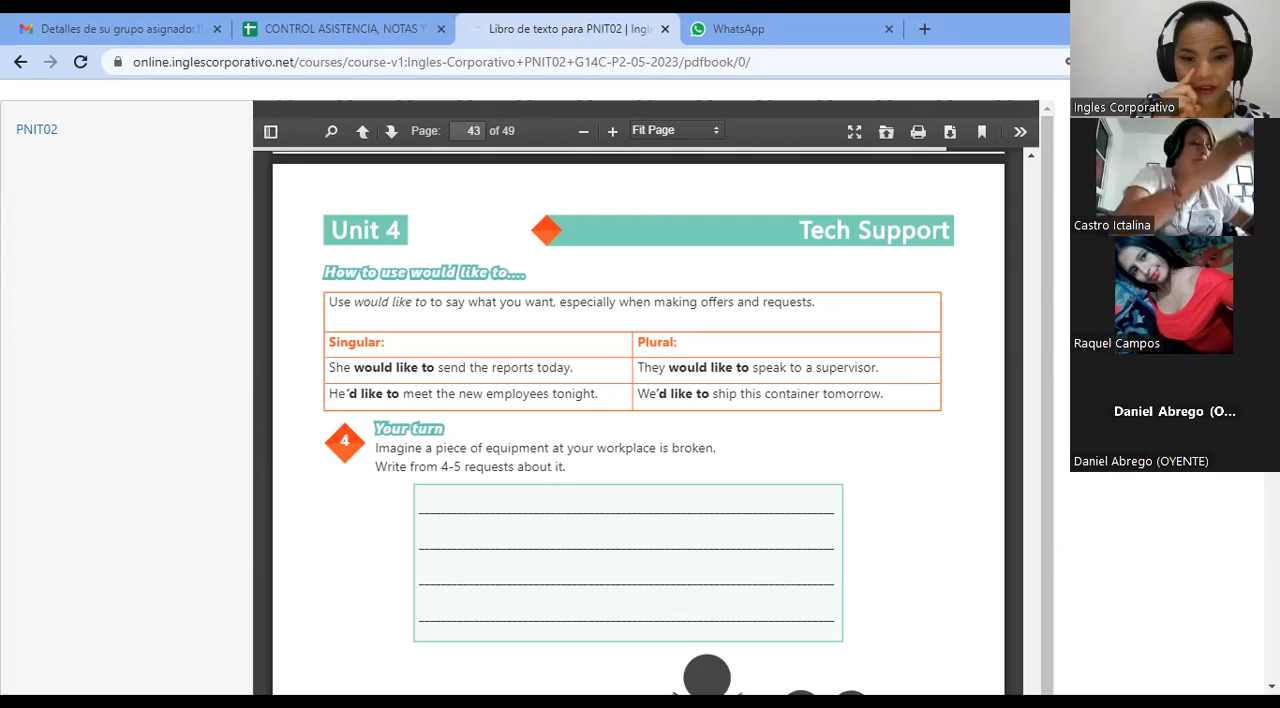 Detalles de su grupo asignado: I
CONTROL ASISTENCIA, NOTAS Y
Libro de texto para PNIT02 | Ingle
WhatsApp
online.inglescorporativo.net/courses/course-v1:Ingles-Corporativo+PNIT02+G14C-P2-05-2023/pdfbook/0/
PNIT02
Page: 43 of 49
Fit Page
Unit 4
Tech Support
How to use would like to....
Use would like to to say what you want, especially when making offers and requests.
Singular: Plural:
She would like to send the reports today. They would like to speak to a supervisor.
He'd like to meet the new employees tonight. We'd like to ship this container tomorrow.
4
Your turn
Imagine a piece of equipment at your workplace is broken.
Write from 4-5 requests about it.
Ingles Corporativo
Castro Ictalina
Raquel Campos
Daniel Abrego (O...
Daniel Abrego (OYENTE)